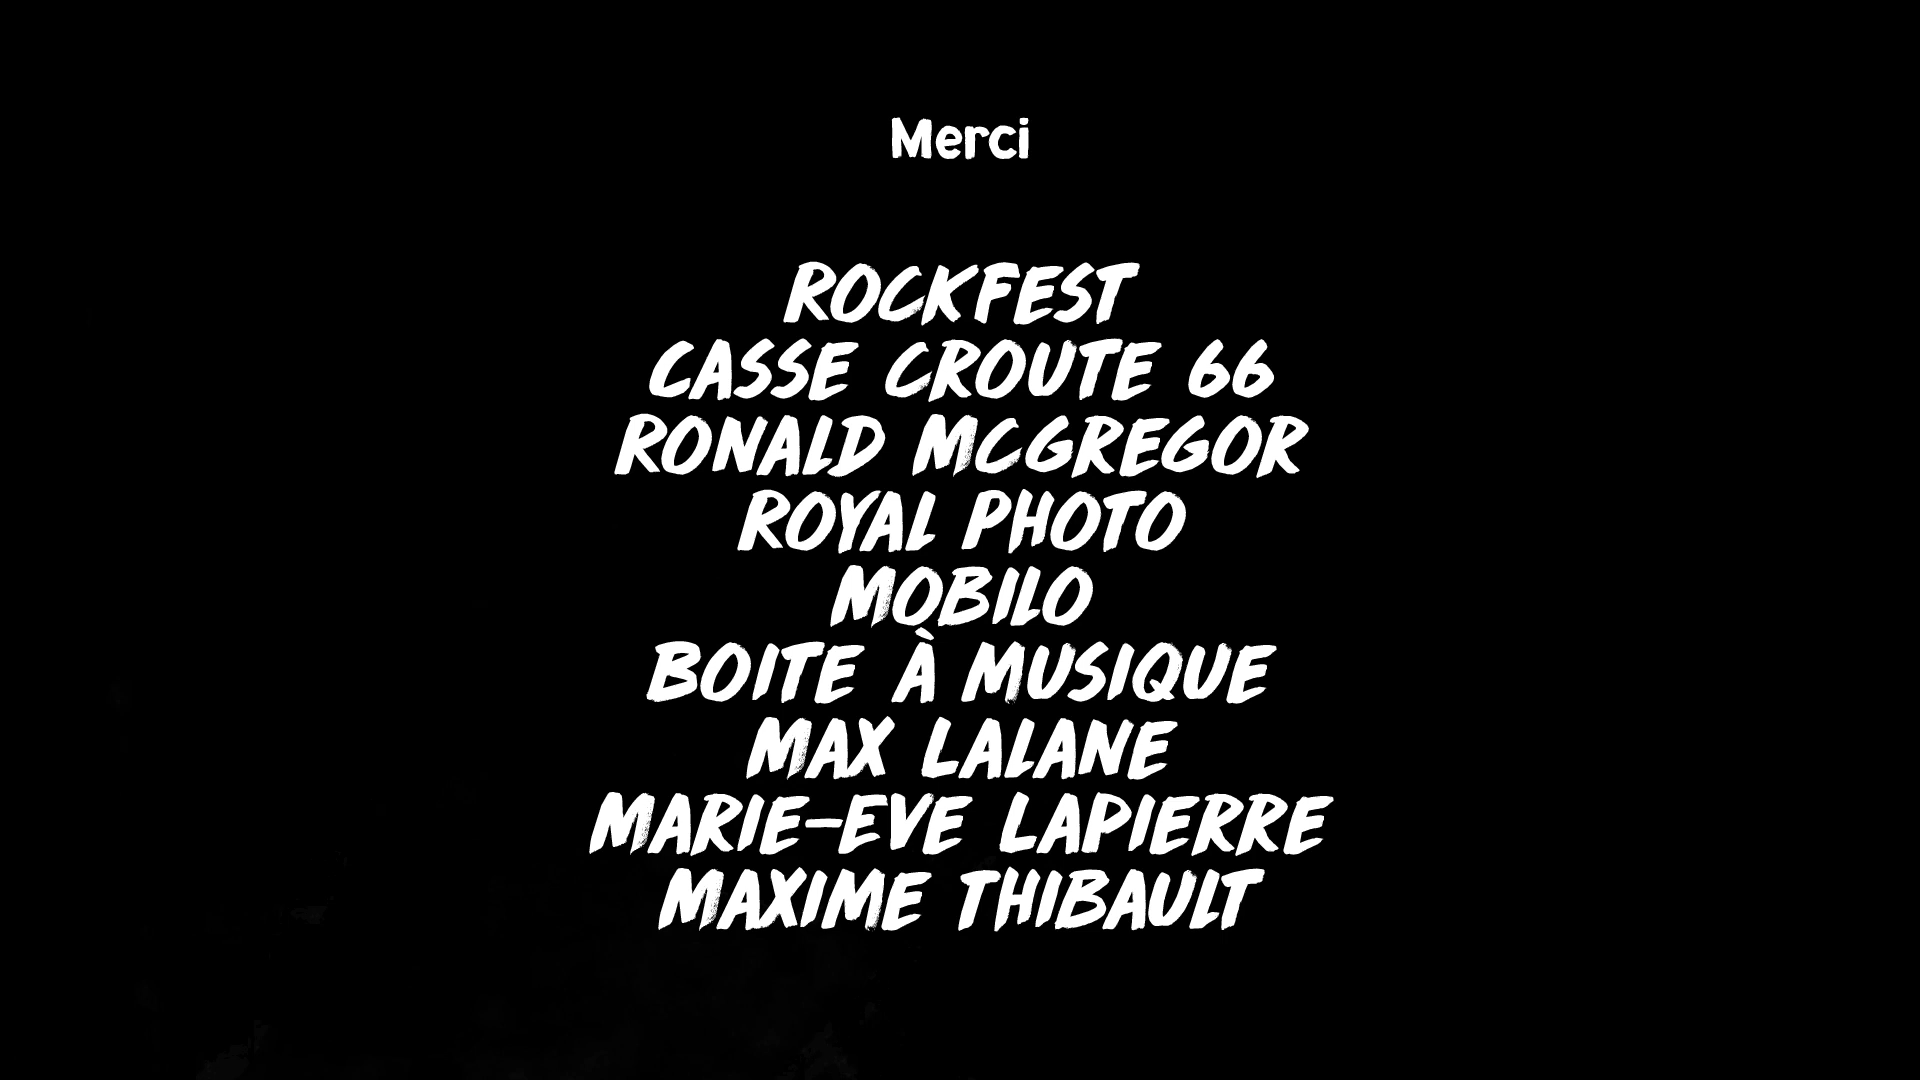 Merci
ROCKFEST
CASSE CROUTE 66
RONALD MCGREGOR
ROYAL PHOTO
MOBILO
BOITE À MUSIQUE
MAX LALANE
MARIE-EVE LAPIERRE
MAXIME THIBAULT